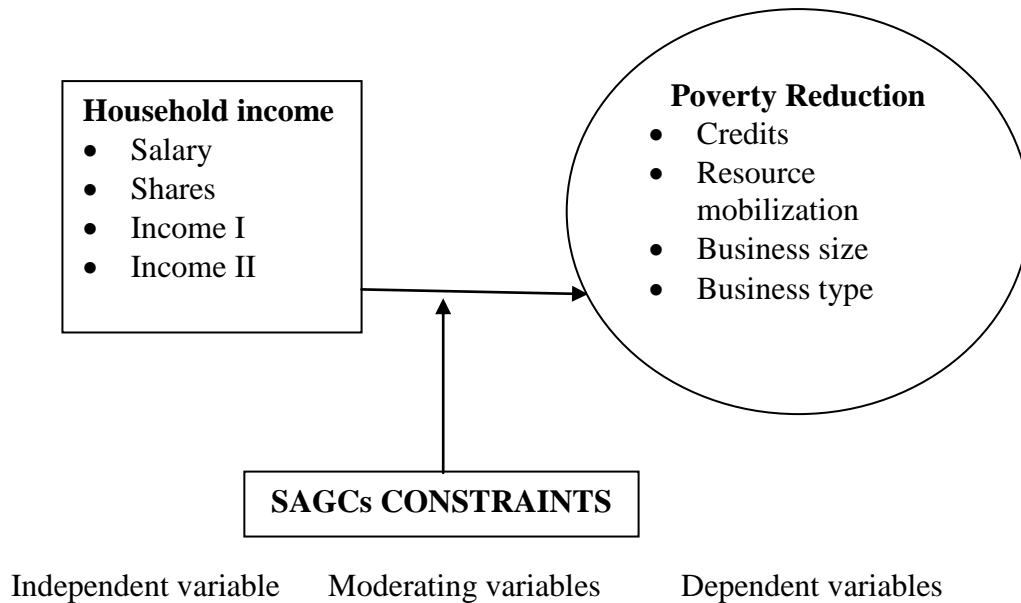 Household income
• Salary
• Shares
• Income I
• Income II
Poverty Reduction
• Credits
• Resource
mobilization
• Business size
• Business type
SAGCs CONSTRAINTS
Independent variable Moderating variables Dependent variables